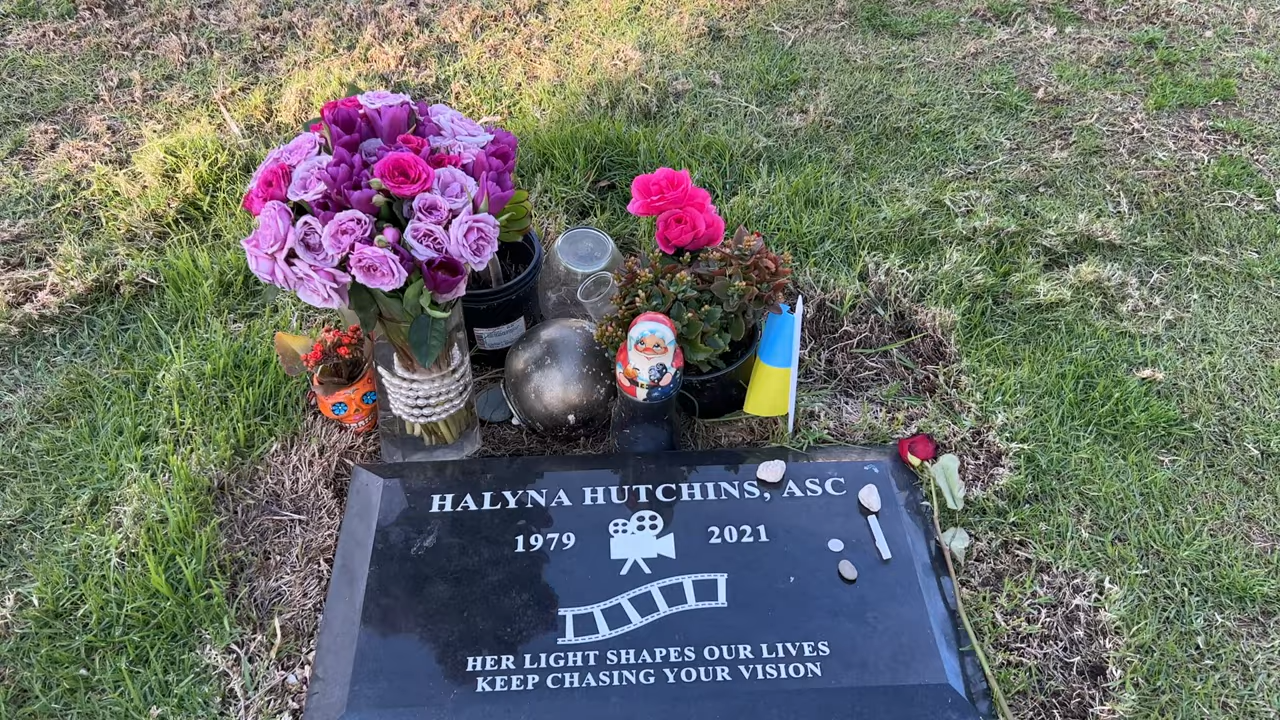 HALYNA HUTCHINS, ASC
1979 2021
HER LIGHT SHAPES OUR LIVES
KEEP CHASING YOUR VISION